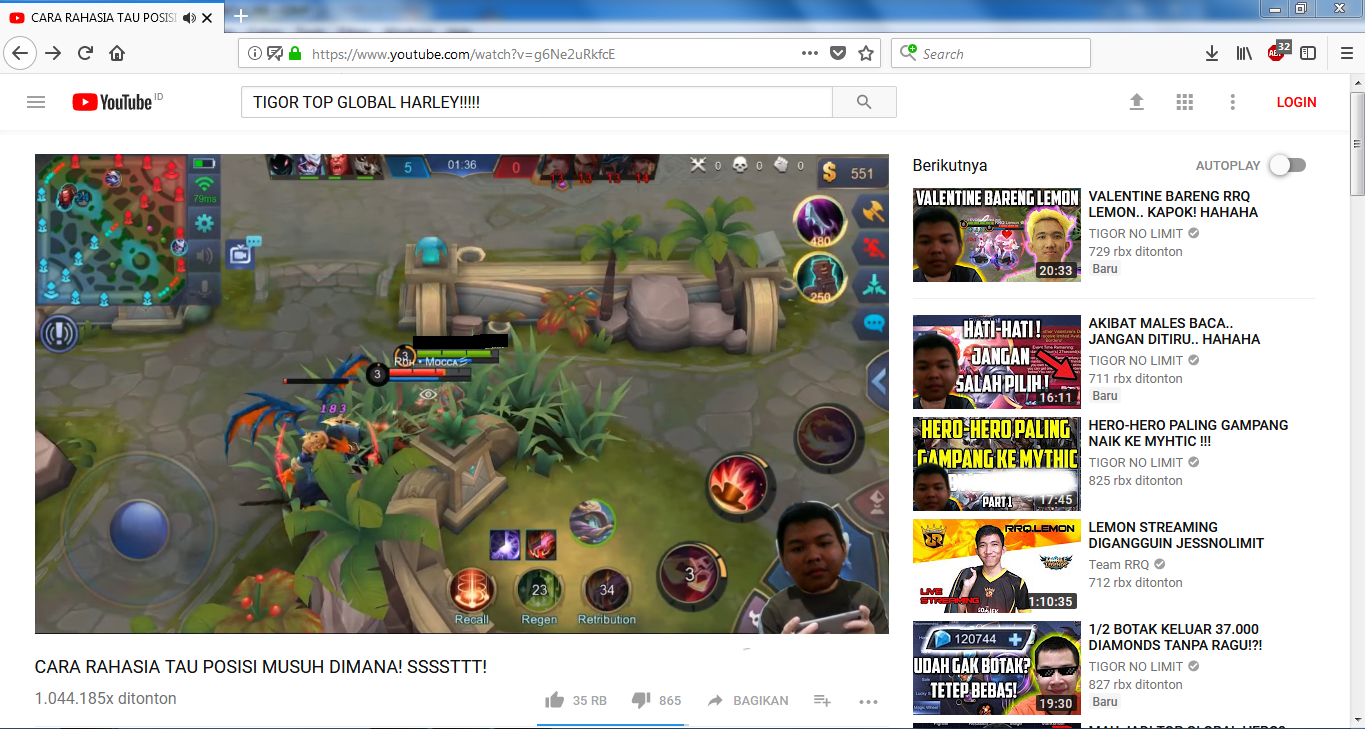 CARA RAHASIA TAU POSISI
https://www.youtube.com/watch?v=g6Ne2uRkfcE
Search
32
YouTube ID
TIGOR TOP GLOBAL HARLEY!!!!!
LOGIN
5
01:36
0
0
0
0
551
79ms
480
250
3
3
RBK • Mocca
183
3
Recall
23
Regen
34
Retribution
CARA RAHASIA TAU POSISI MUSUH DIMANA! SSSSTTT!
1.044.185x ditonton
35 RB
865
BAGIKAN
Berikutnya
AUTOPLAY
VALENTINE BARENG LEMON
20:33
VALENTINE BARENG RRQ
LEMON.. KAPOK! HAHAHA
TIGOR NO LIMIT
729 rbx ditonton
Baru
HATI-HATI !
JANGAN
SALAH PILIH !
16:11
AKIBAT MALES BACA..
JANGAN DITIRU.. HAHAHA
TIGOR NO LIMIT
711 rbx ditonton
Baru
HERO-HERO PALING
GAMPANG KE MYTHIC
PART 1
17:45
HERO-HERO PALING GAMPANG
NAIK KE MYHTIC !!!
TIGOR NO LIMIT
825 rbx ditonton
RRQ.LEMON
LIVE
STREAMING
1:10:35
LEMON STREAMING
DIGANGGUIN JESSNOLIMIT
Team RRQ
712 rbx ditonton
120744
UDAH GAK BOTAK?
TETEP BEBAS!
19:30
1/2 BOTAK KELUAR 37.000
DIAMONDS TANPA RAGU!?!
TIGOR NO LIMIT
827 rbx ditonton
Baru